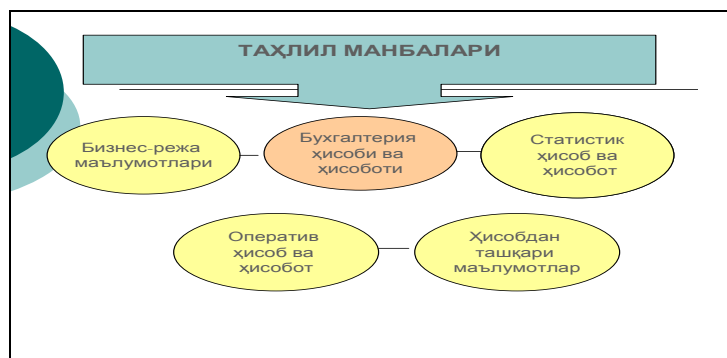 ТАҲЛИЛ МАНБАЛАРИ
Бизнес-режа
маълумотлари
Бухгалтерия
ҳисоби ва
ҳисоботи
Статистик
ҳисоб ва
ҳисобот
Оператив
ҳисоб ва
ҳисобот
Ҳисобдан
ташқари
маълумотлар